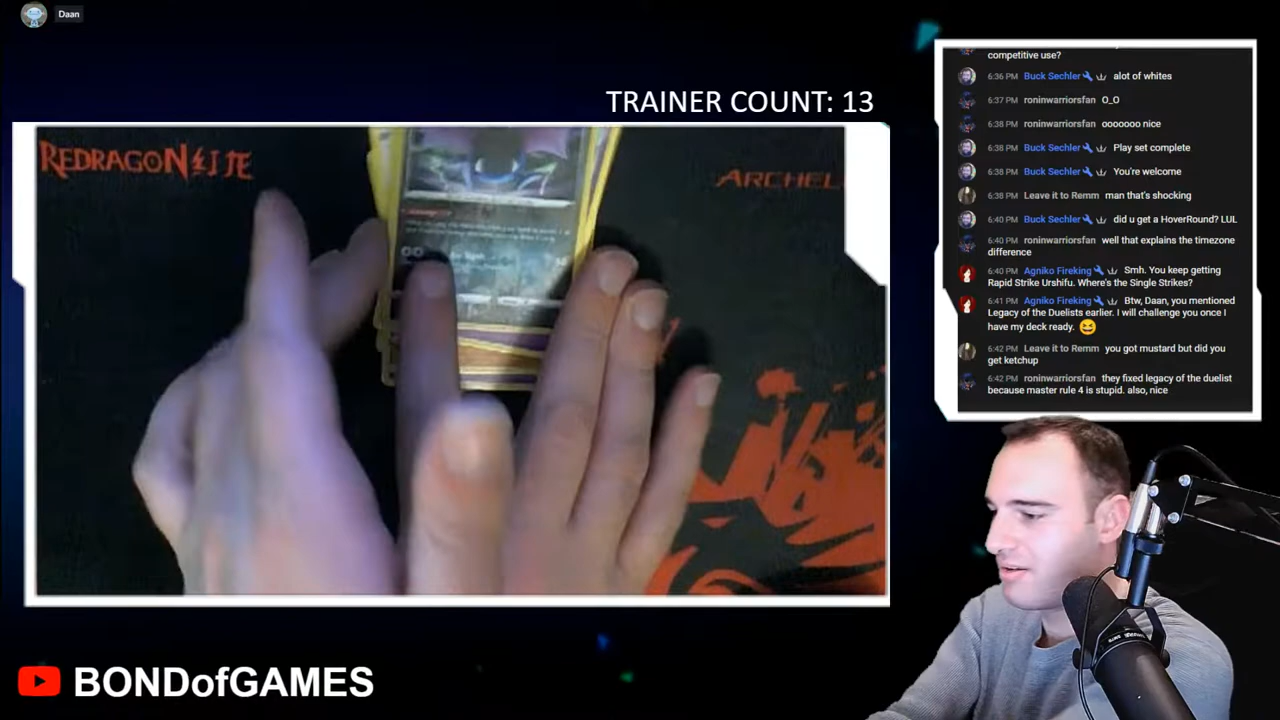 Daan
TRAINER COUNT: 13
REDRAGON
ARCHEL
competitive use?
6:36 PM Buck Sechler alot of whites
6:37 PM roninwarriorsfan O_O
6:38 PM roninwarriorsfan ooooooo nice
6:38 PM Buck Sechler Play set complete
6:38 PM Buck Sechler You're welcome
6:38 PM Leave it to Remm man that's shocking
6:40 PM Buck Sechler did u get a HoverRound? LUL
6:40 PM roninwarriorsfan well that explains the timezone
difference
6:40 PM Agniko Fireking Smh. You keep getting
Rapid Strike Urshifu. Where's the Single Strikes?
6:41 PM Agniko Fireking Btw, Daan, you mentioned
Legacy of the Duelists earlier. I will challenge you once I
have my deck ready. 😆
6:42 PM Leave it to Remm you got mustard but did you
get ketchup
6:42 PM roninwarriorsfan they fixed legacy of the duelist
because master rule 4 is stupid. also, nice
BONDofGAMES